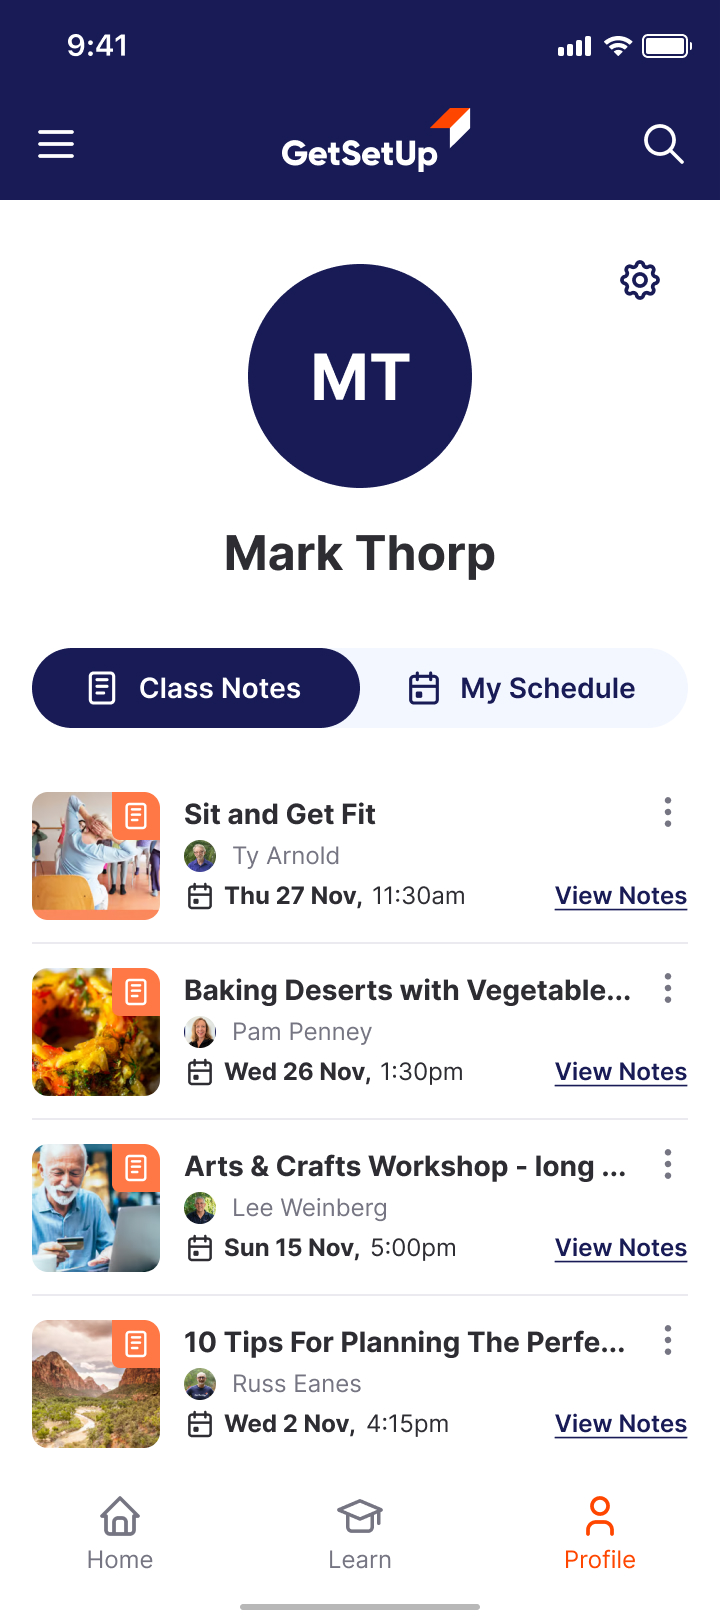 9:41
GetSetUp
MT
Mark Thorp
Class Notes
My Schedule
Sit and Get Fit
Ty Arnold
Thu 27 Nov, 11:30am
View Notes
Baking Deserts with Vegetable...
Pam Penney
Wed 26 Nov, 1:30pm
View Notes
Arts & Crafts Workshop - long ...
Lee Weinberg
Sun 15 Nov, 5:00pm
View Notes
10 Tips For Planning The Perfe...
Russ Eanes
Wed 2 Nov, 4:15pm
View Notes
Home
Learn
Profile